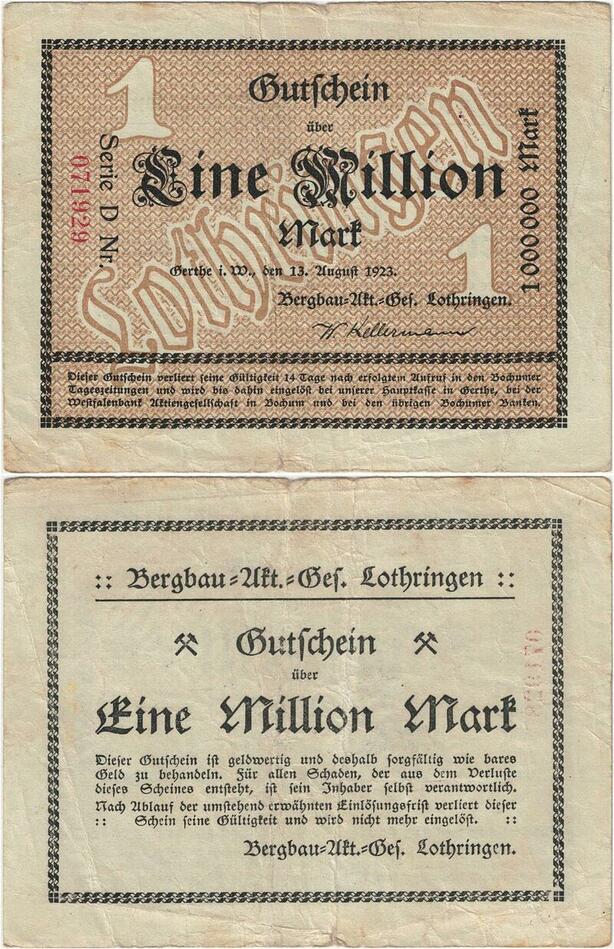 1
Gutschein
über
Eine Million
Mark
Lothringen
Serie D Nr.
071929
Mark 1000000
1
Gerthe i. W., den 13. August 1923.
Bergbau-Akt.-Ges. Lothringen.
W. Kellermann
Dieser Gutschein verliert seine Gültigkeit 14 Tage nach erfolgtem Aufruf in den Bochumer
Tageszeitungen und wird bis dahin eingelöst bei unserer Hauptkasse in Gerthe, bei der
Westfalenbank Aktiengesellschaft in Bochum und bei den übrigen Bochumer Banken.
:: Bergbau-Akt.-Ges. Lothringen ::
Gutschein
über
Eine Million Mark
Dieser Gutschein ist geldwertig und deshalb sorgfältig wie bares
Geld zu behandeln. Für allen Schaden, der aus dem Verluste
dieses Scheines entsteht, ist sein Inhaber selbst verantwortlich.
Nach Ablauf der umstehend erwähnten Einlösungsfrist verliert dieser
:: Schein seine Gültigkeit und wird nicht mehr eingelöst. ::
Bergbau-Akt.-Ges. Lothringen.